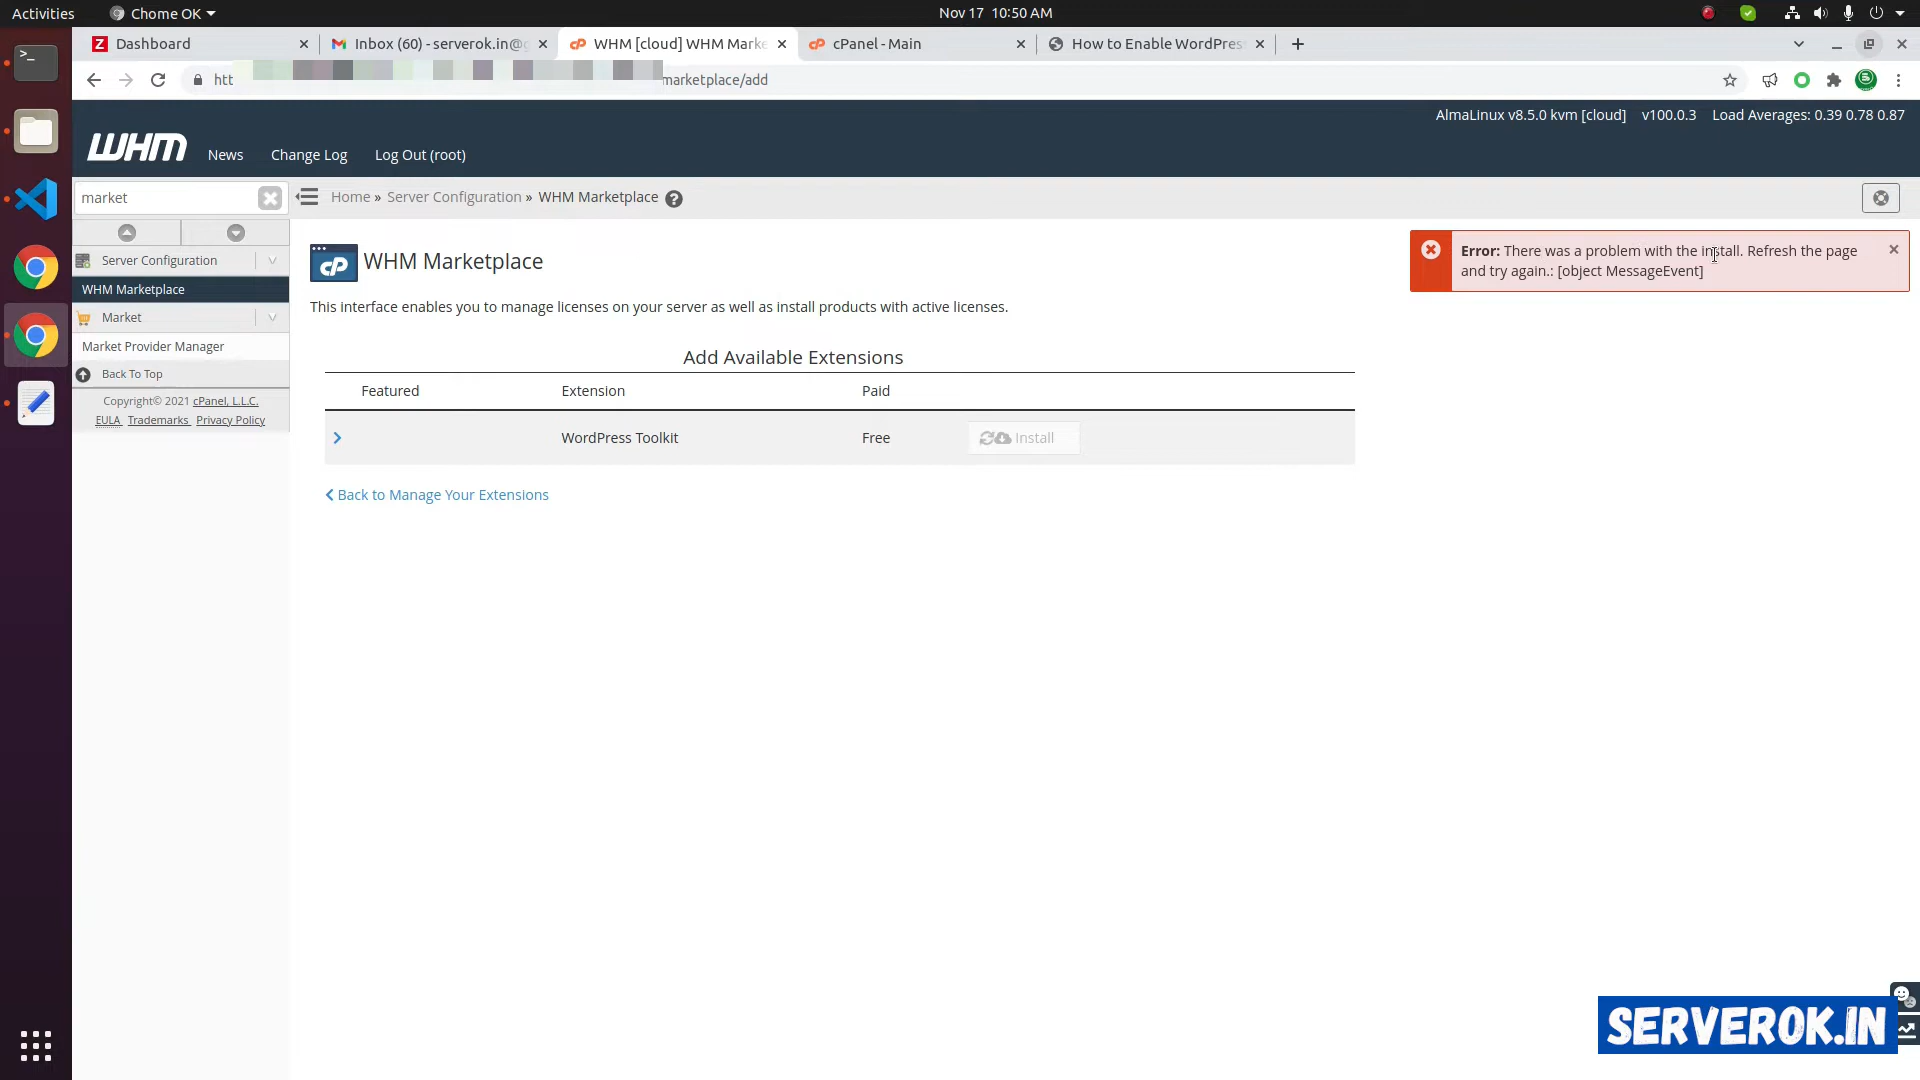 Activities
Chome OK
Nov 17 10:50 AM
Dashboard
Inbox (60) - serverok.in@g
WHM [cloud] WHM Marke
cPanel - Main
How to Enable WordPres
htt
marketplace/add
AlmaLinux v8.5.0 kvm [cloud] v100.0.3 Load Averages: 0.39 0.78 0.87
WHM
News
Change Log
Log Out (root)
market
Home » Server Configuration » WHM Marketplace
Server Configuration
WHM Marketplace
Market
Market Provider Manager
Back To Top
Copyright© 2021 cPanel, L.L.C.
EULA Trademarks Privacy Policy
cP
WHM Marketplace
Error: There was a problem with the install. Refresh the page
and try again.: [object MessageEvent]
This interface enables you to manage licenses on your server as well as install products with active licenses.
Add Available Extensions
Featured Extension Paid
WordPress Toolkit Free Install
Back to Manage Your Extensions
SERVEROK.IN